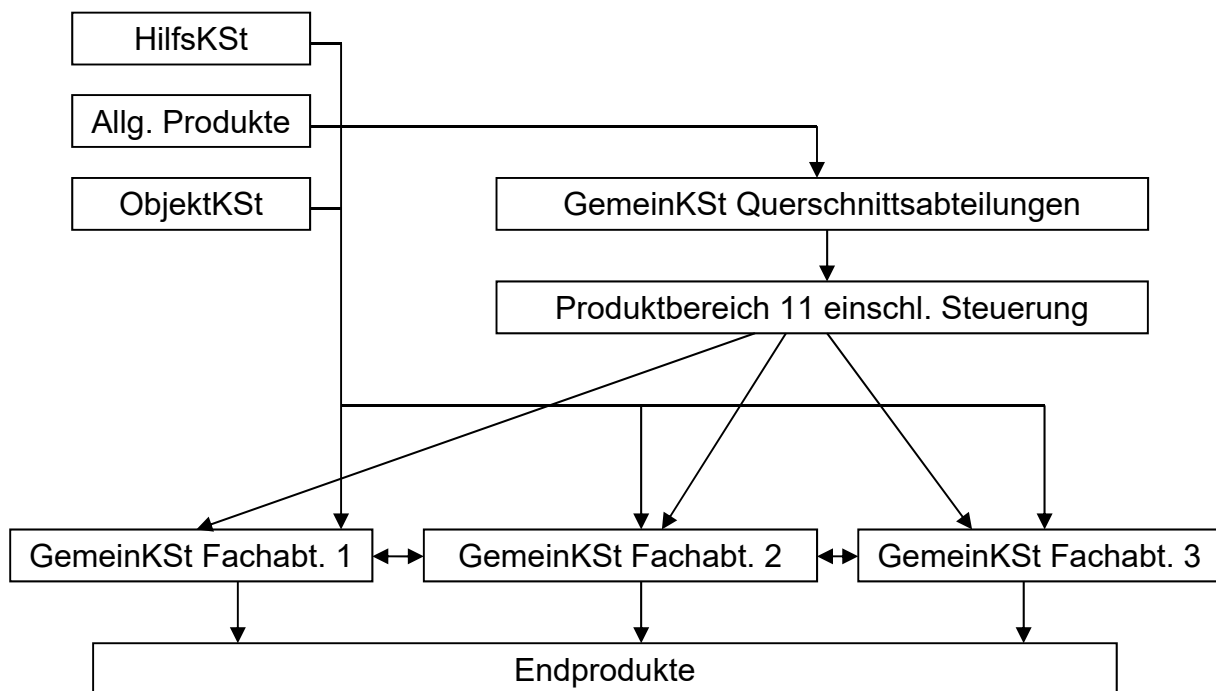 HilfsKSt
Allg. Produkte
ObjektKSt
GemeinKSt Querschnittsabteilungen
Produktbereich 11 einschl. Steuerung
GemeinKSt Fachabt. 1
GemeinKSt Fachabt. 2
GemeinKSt Fachabt. 3
Endprodukte